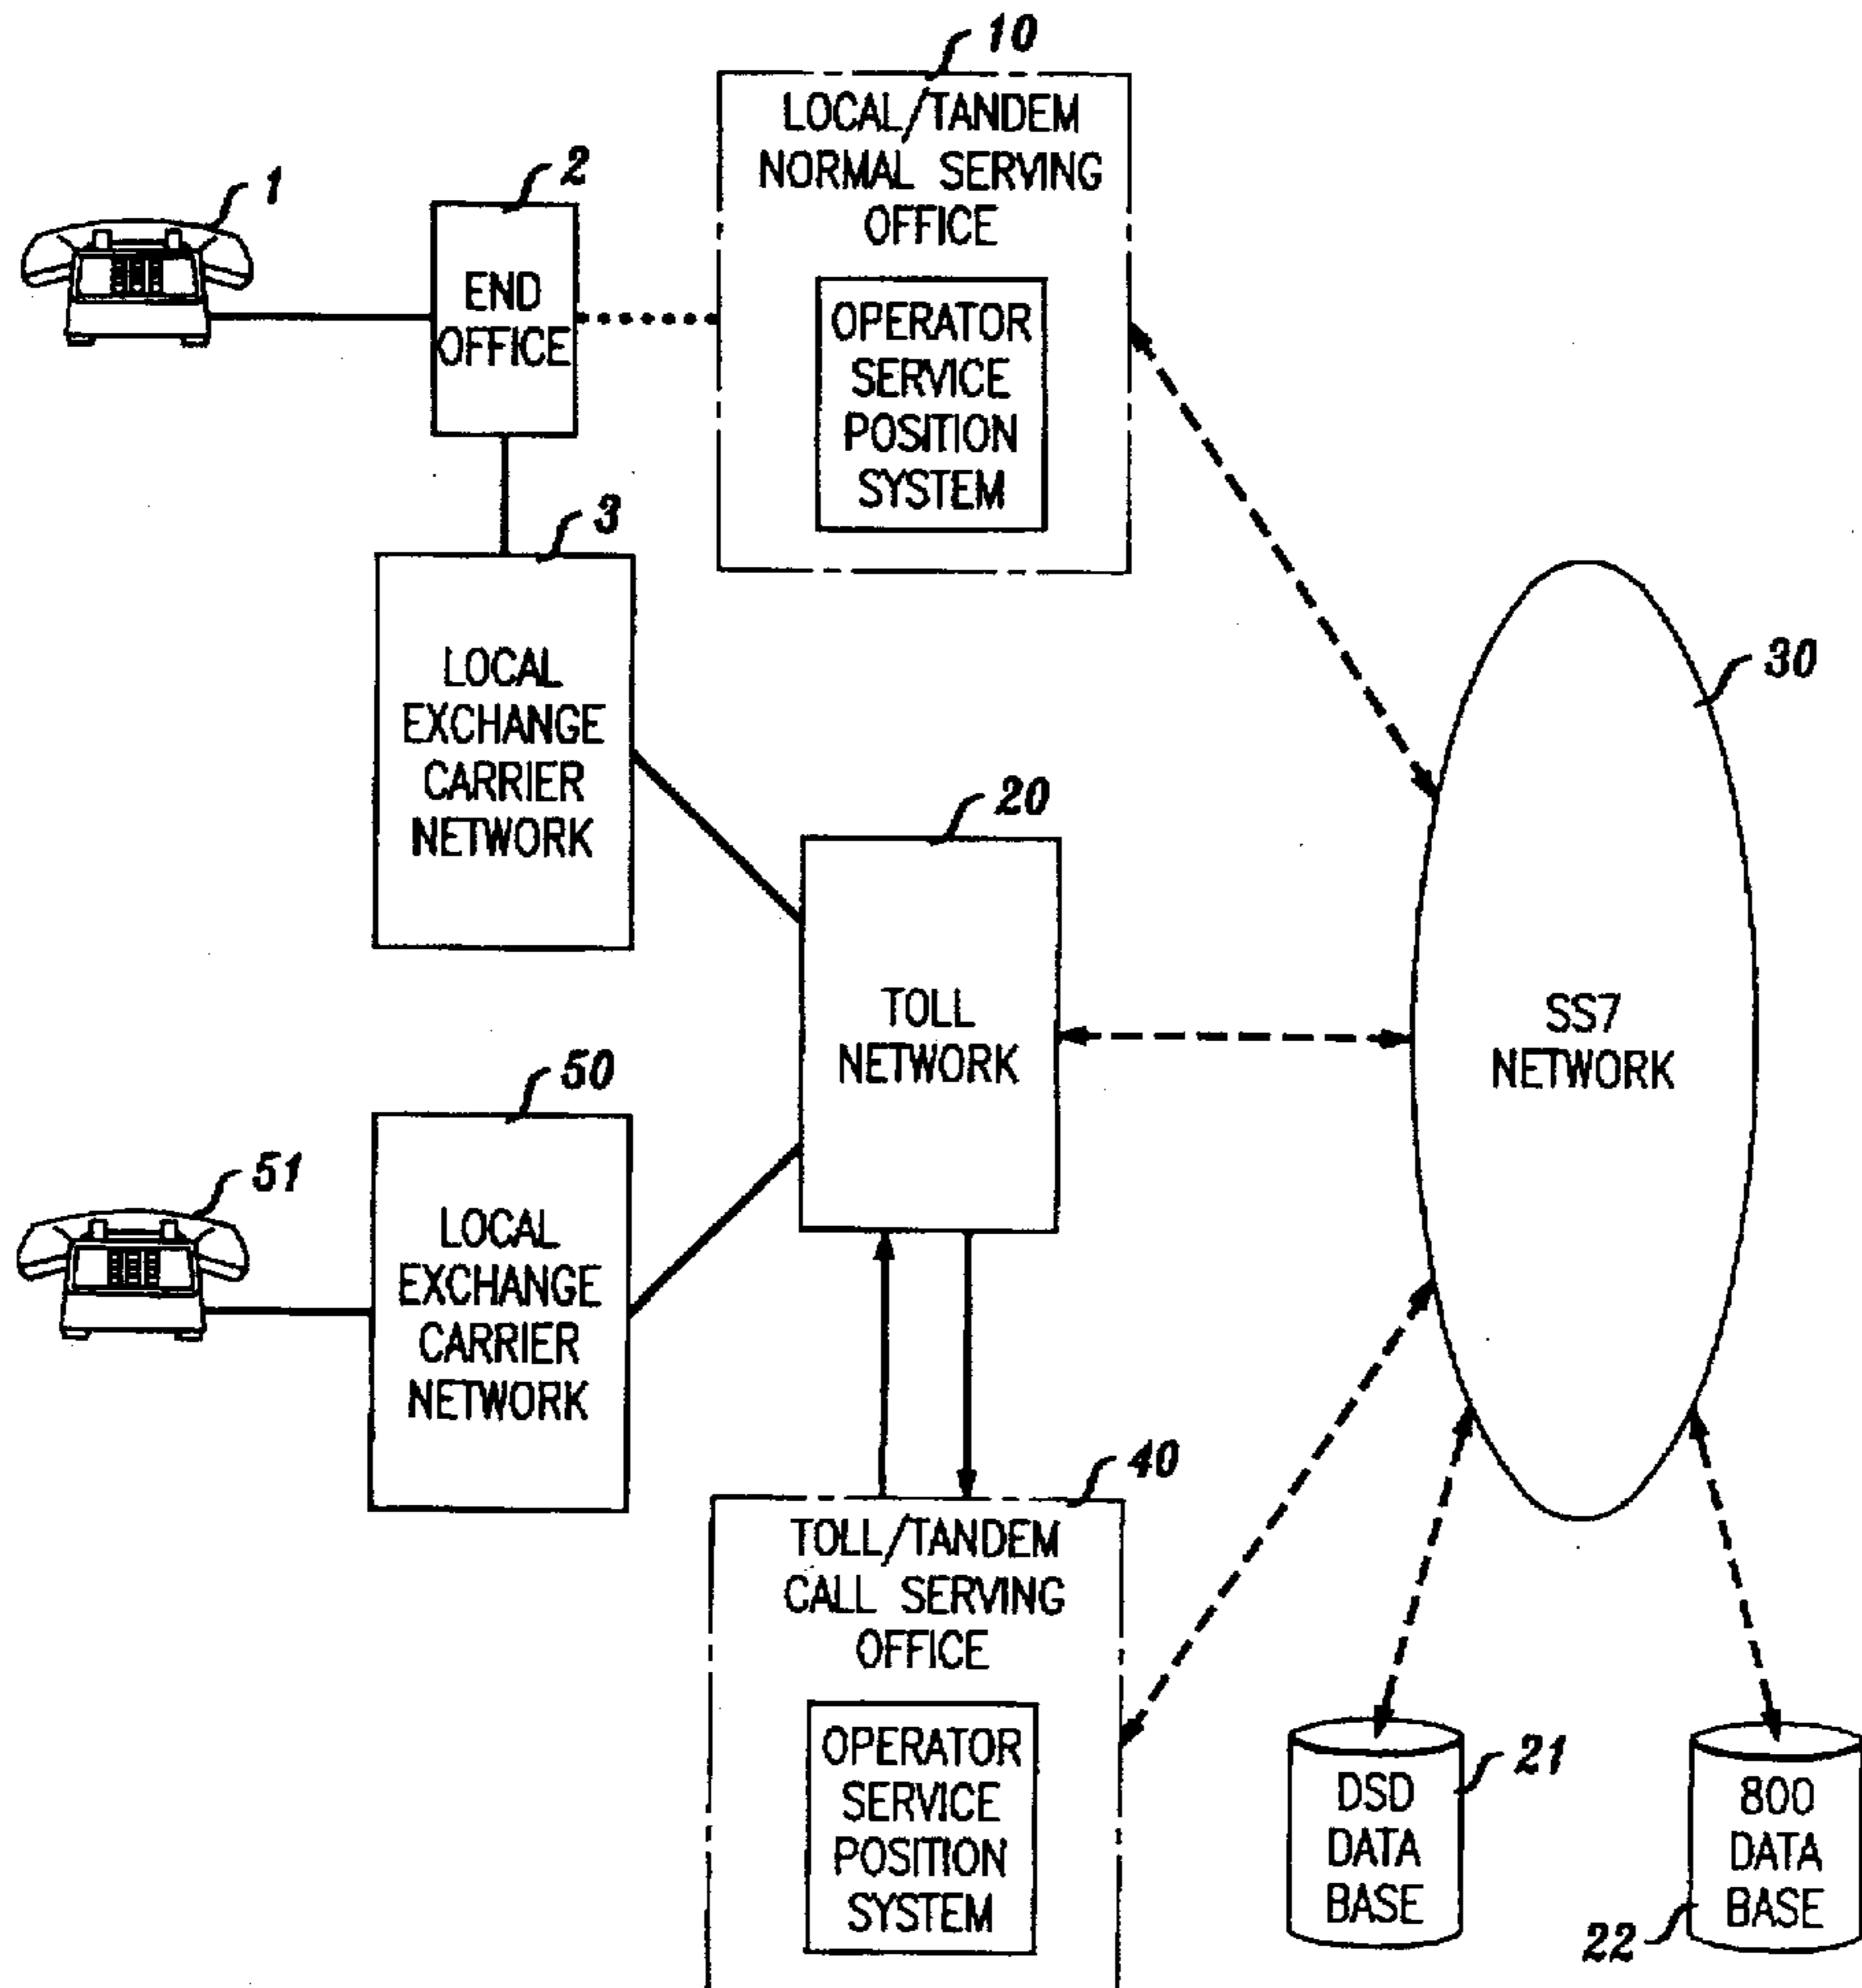 10
LOCAL/TANDEM
NORMAL SERVING
OFFICE
OPERATOR
SERVICE
POSITION
SYSTEM
1
2
END
OFFICE
3
LOCAL
EXCHANGE
CARRIER
NETWORK
30
SS7
NETWORK
20
TOLL
NETWORK
50
LOCAL
EXCHANGE
CARRIER
NETWORK
51
40
TOLL/TANDEM
CALL SERVING
OFFICE
OPERATOR
SERVICE
POSITION
SYSTEM
21
DSD
DATA
BASE
22
800
DATA
BASE